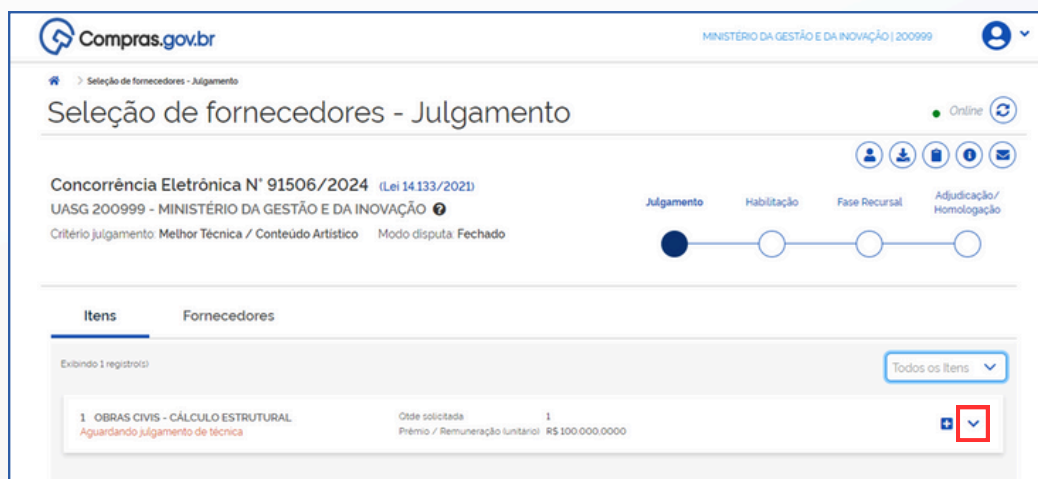 Compras.gov.br
MINISTÉRIO DA GESTÃO E DA INOVAÇÃO | 200999
Seleção de fornecedores - Julgamento
Seleção de fornecedores - Julgamento
Online
Concorrência Eletrônica N° 91506/2024 (Lei 14.133/2021)
UASG 200999 - MINISTÉRIO DA GESTÃO E DA INOVAÇÃO
Critério julgamento: Melhor Técnica / Conteúdo Artístico Modo disputa: Fechado
Julgamento
Habilitação
Fase Recursal
Adjudicação/
Homologação
Itens
Fornecedores
Exibindo 1 registro(s)
Todos os Itens
1 OBRAS CIVIS - CÁLCULO ESTRUTURAL
Aguardando julgamento de técnica
Qtde solicitada 1
Prêmio / Remuneração (unitário) R$ 100.000,0000